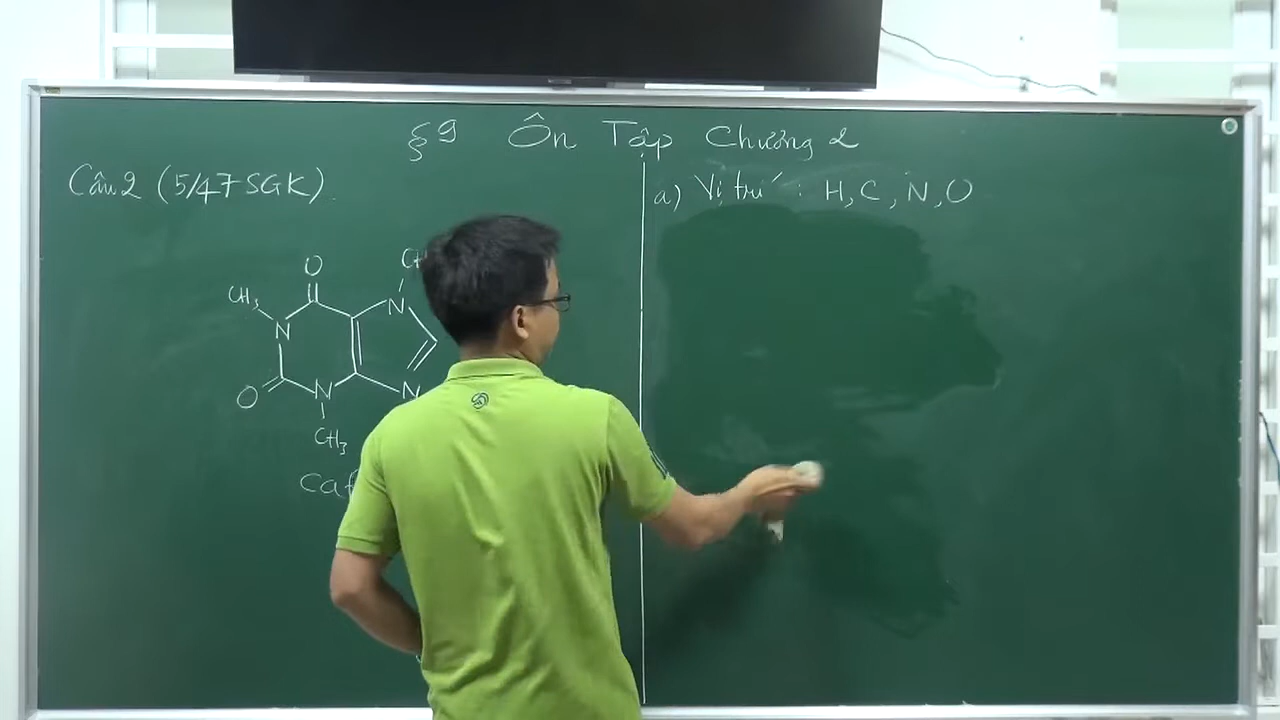 §9 Ôn Tập Chương 2
Câu 2 (5/47 SGK).
a) Vị trí : H, C, N, O
O
CH₃
N
N
O
N
N
CH₃